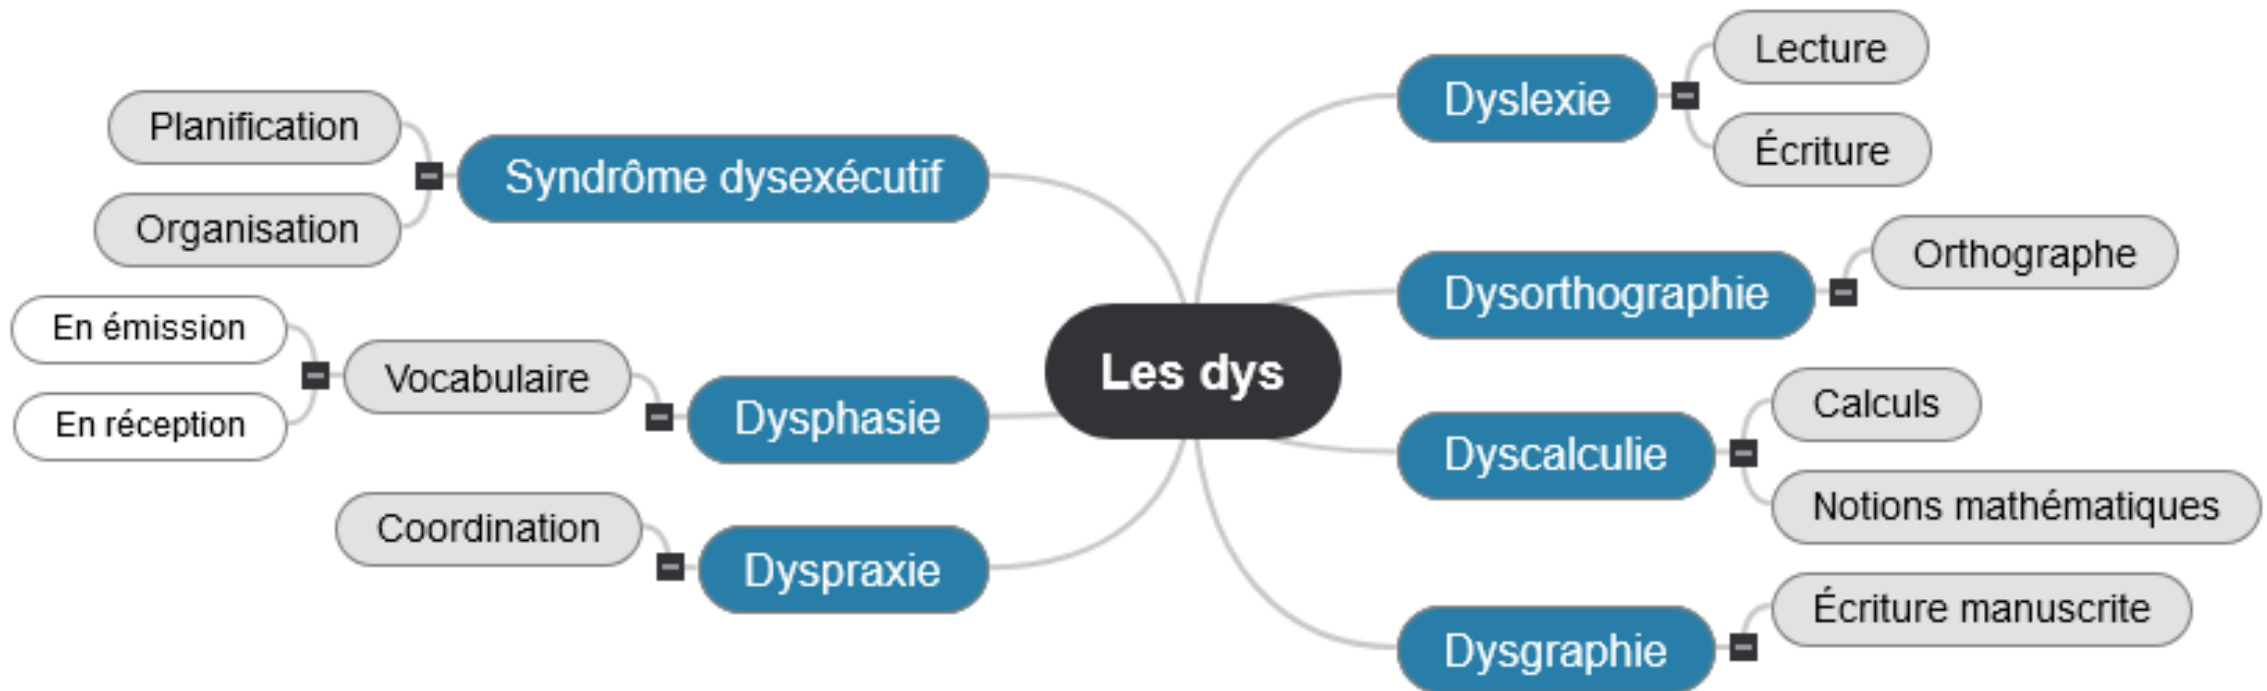 Les dys
Dyslexie
Lecture
Écriture
Dysorthographie
Orthographe
Dyscalculie
Calculs
Notions mathématiques
Dysgraphie
Écriture manuscrite
Syndrôme dysexécutif
Planification
Organisation
Dysphasie
Vocabulaire
En émission
En réception
Dyspraxie
Coordination